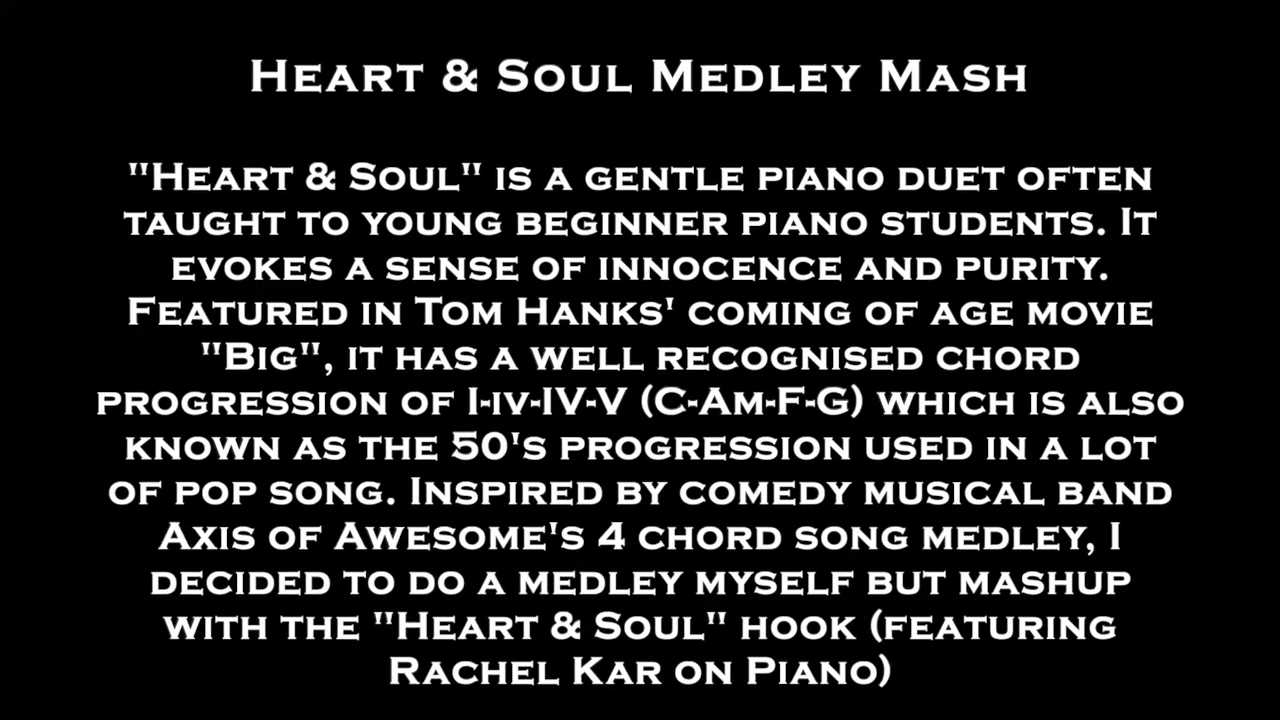 Heart & Soul Medley Mash
"Heart & Soul" is a gentle piano duet often
taught to young beginner piano students. It
evokes a sense of innocence and purity.
Featured in Tom Hanks' coming of age movie
"Big", it has a well recognised chord
progression of I-iv-IV-V (C-Am-F-G) which is also
known as the 50's progression used in a lot
of pop song. Inspired by comedy musical band
Axis of Awesome's 4 chord song medley, I
decided to do a medley myself but mashup
with the "Heart & Soul" hook (featuring
Rachel Kar on Piano)